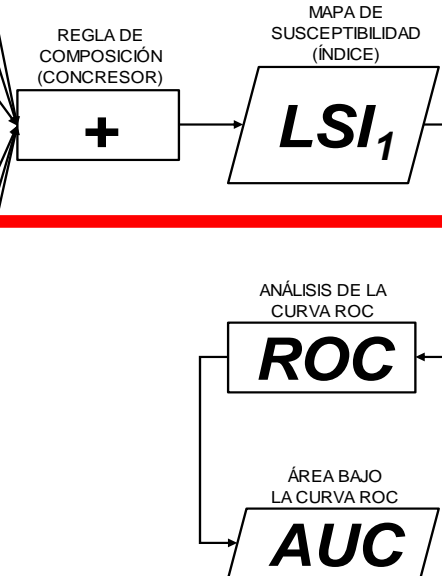 REGLA DE
COMPOSICIÓN
(CONCRESOR)
+
MAPA DE
SUSCEPTIBILIDAD
(ÍNDICE)
LSI1
ANÁLISIS DE LA
CURVA ROC
ROC
ÁREA BAJO
LA CURVA ROC
AUC